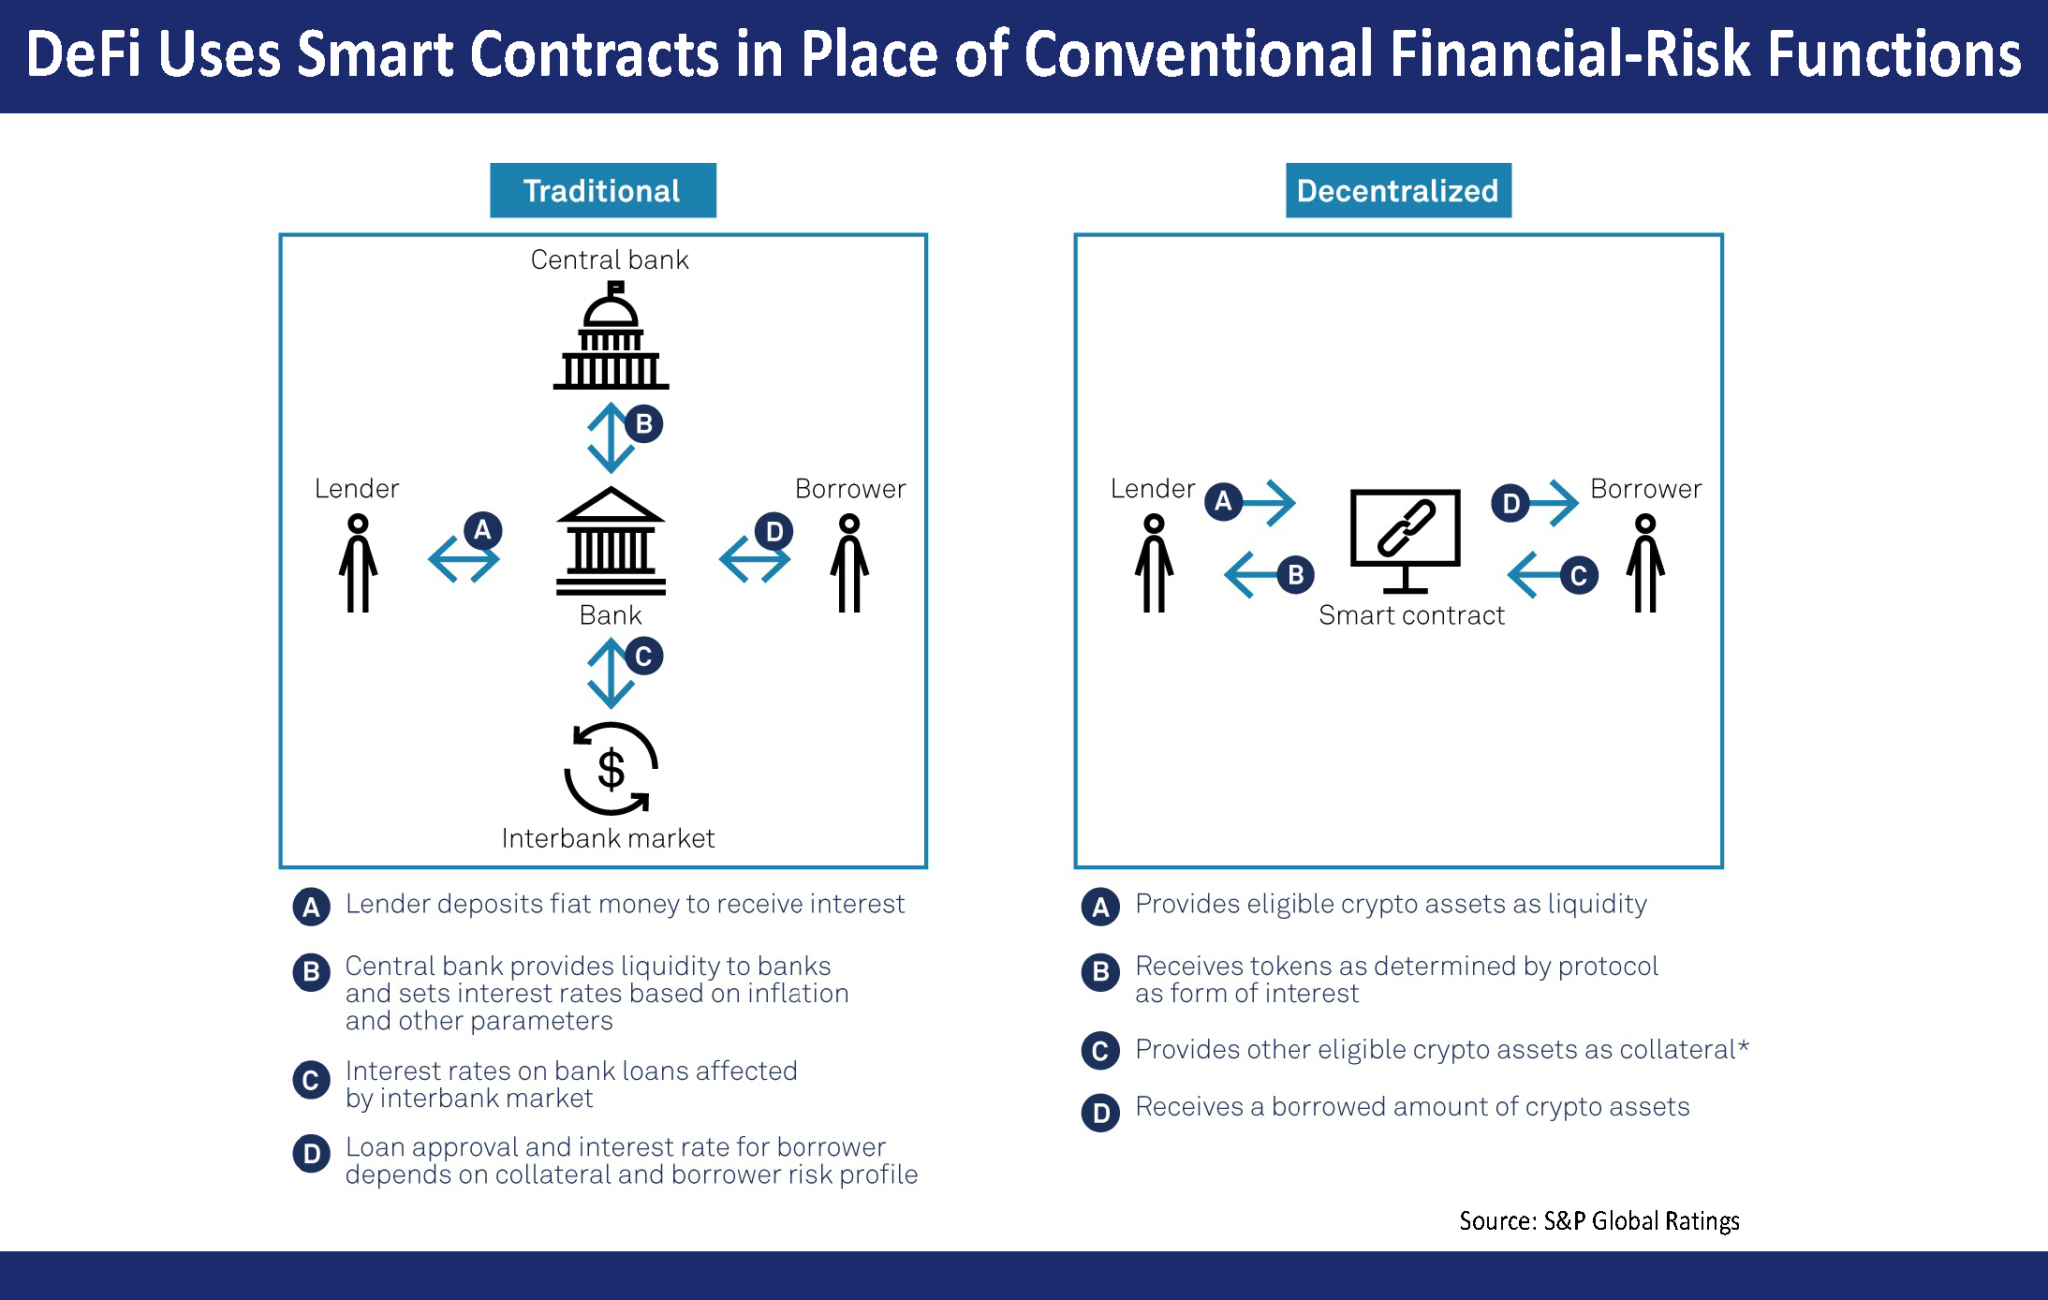 DeFi Uses Smart Contracts in Place of Conventional Financial-Risk Functions
Traditional
Central bank
B
Lender
A
Bank
D
Borrower
C
$
Interbank market
A Lender deposits fiat money to receive interest
B Central bank provides liquidity to banks
and sets interest rates based on inflation
and other parameters
C Interest rates on bank loans affected
by interbank market
D Loan approval and interest rate for borrower
depends on collateral and borrower risk profile
Decentralized
Lender
A
B
Smart contract
D
C
Borrower
A Provides eligible crypto assets as liquidity
B Receives tokens as determined by protocol
as form of interest
C Provides other eligible crypto assets as collateral*
D Receives a borrowed amount of crypto assets
Source: S&P Global Ratings